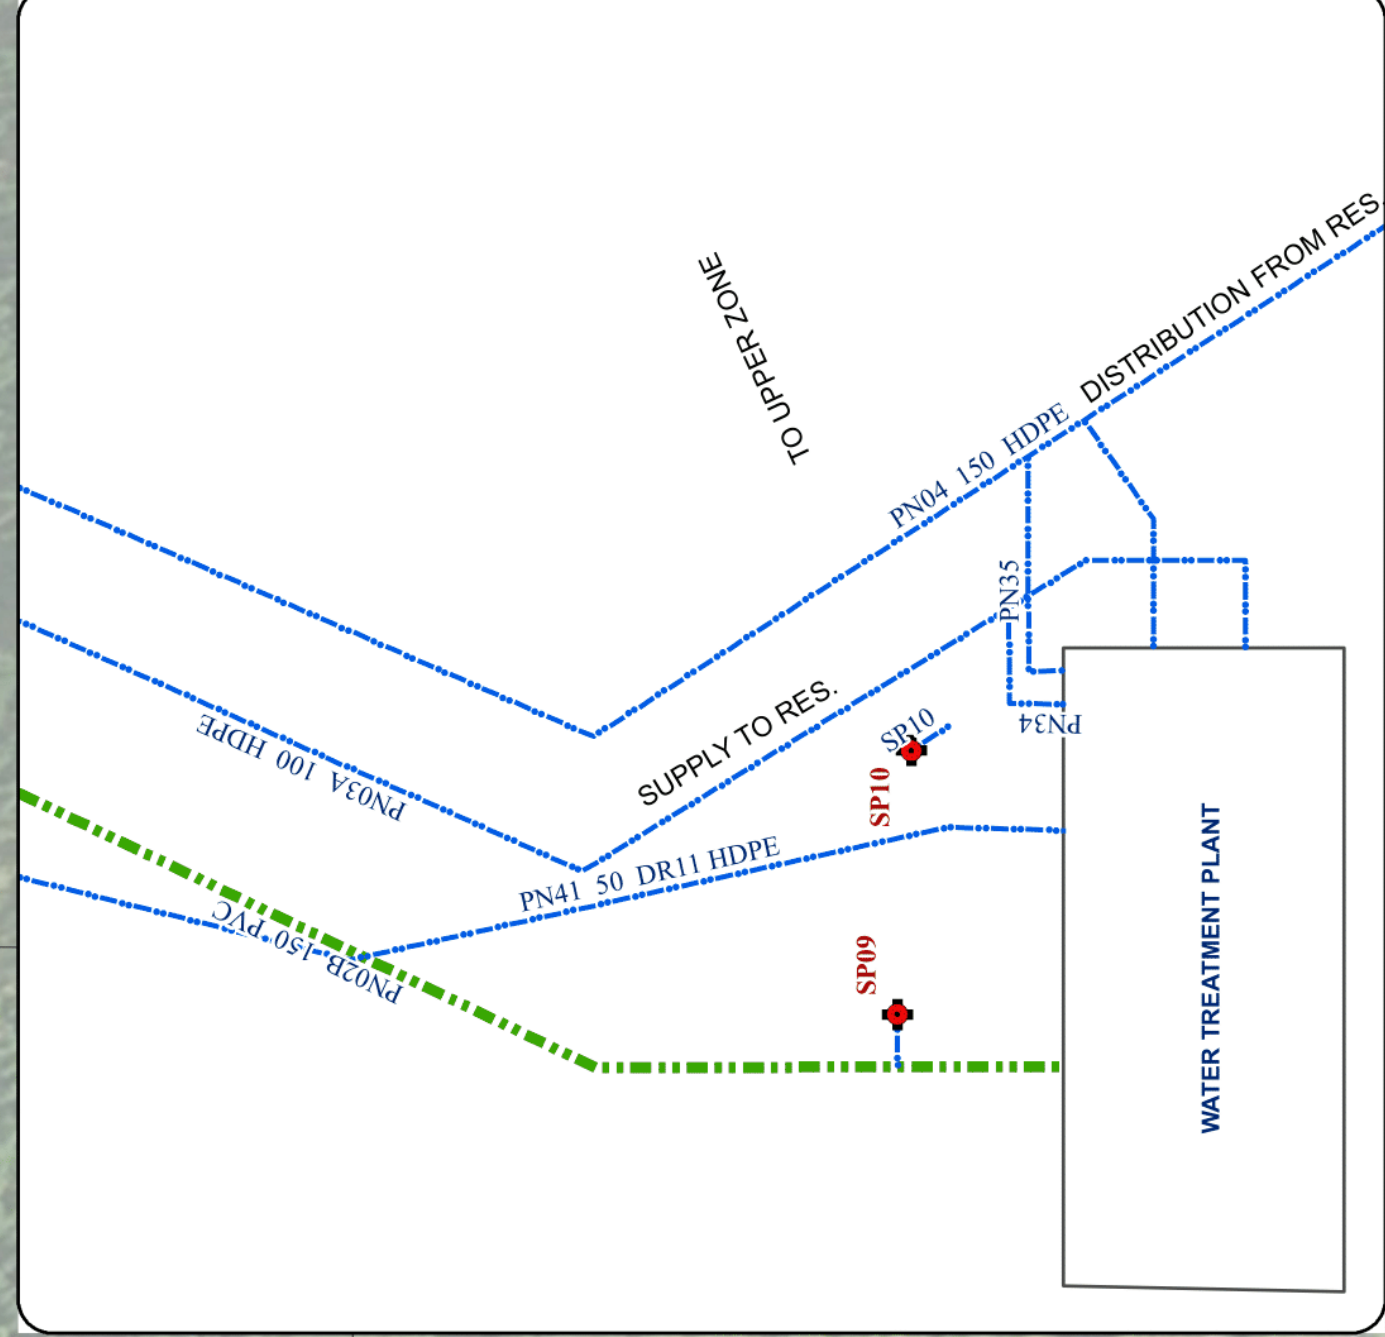 TO UPPER ZONE
DISTRIBUTION FROM RES.
PN04 150 HDPE
PN35
PN34
SUPPLY TO RES.
SP10
SP10
PN03A 100 HDPE
PN41 50 DR11 HDPE
PN02B 150 PVC
SP09
WATER TREATMENT PLANT